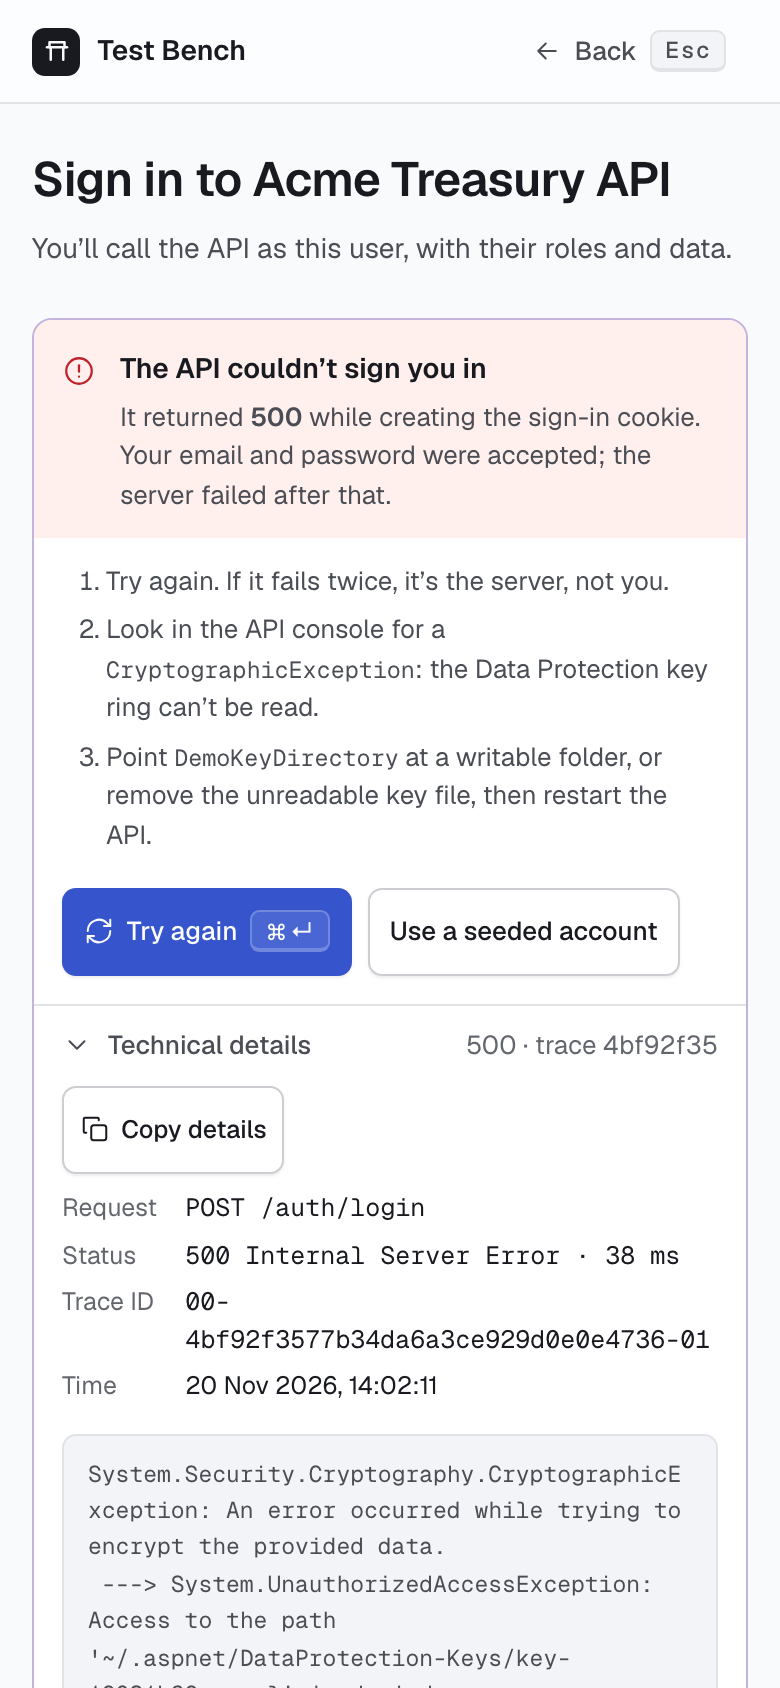 Test Bench
← Back Esc
Sign in to Acme Treasury API
You’ll call the API as this user, with their roles and data.
The API couldn’t sign you in
It returned 500 while creating the sign-in cookie.
Your email and password were accepted; the
server failed after that.
1. Try again. If it fails twice, it’s the server, not you.
2. Look in the API console for a
CryptographicException: the Data Protection key
ring can’t be read.
3. Point DemoKeyDirectory at a writable folder, or
remove the unreadable key file, then restart the
API.
Try again ⌘ ↵
Use a seeded account
Technical details
500 · trace 4bf92f35
Copy details
Request POST /auth/login
Status 500 Internal Server Error · 38 ms
Trace ID 00-
4bf92f3577b34da6a3ce929d0e0e4736-01
Time 20 Nov 2026, 14:02:11
System.Security.Cryptography.CryptographicE
xception: An error occurred while trying to
encrypt the provided data.
---> System.UnauthorizedAccessException:
Access to the path
'~/.aspnet/DataProtection-Keys/key-